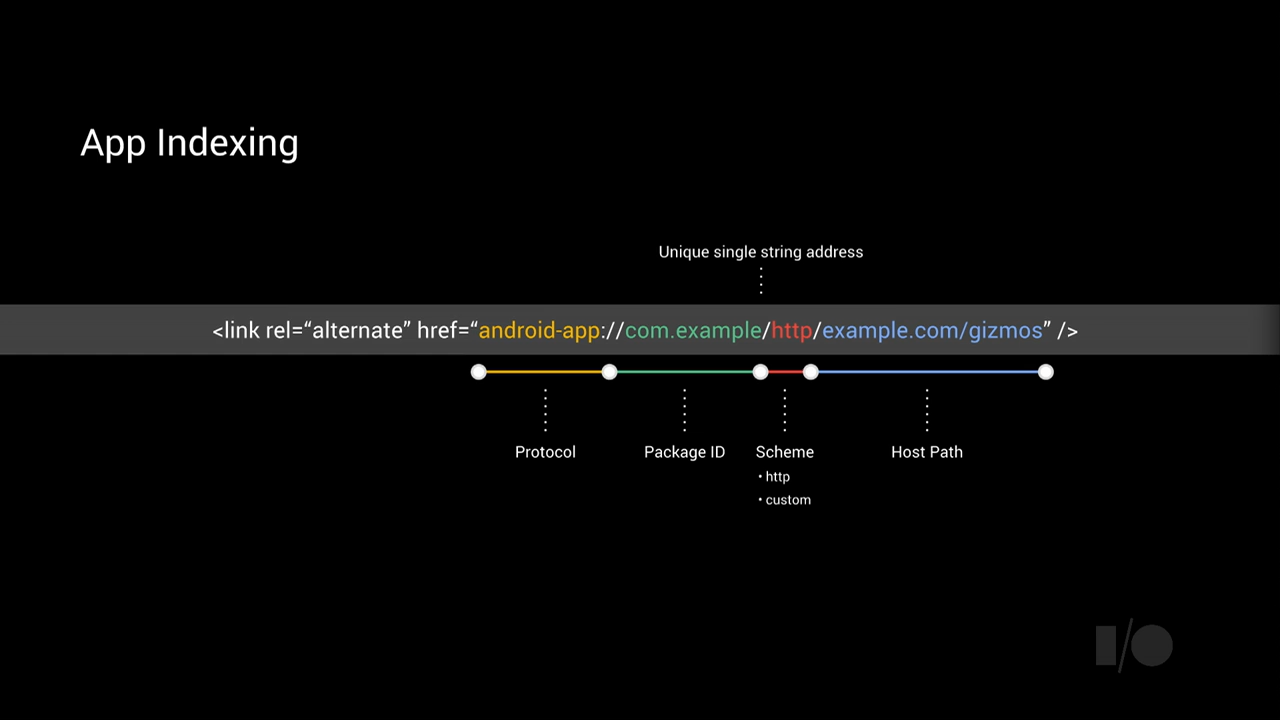 App Indexing
Unique single string address
<link rel=“alternate” href=“android-app://com.example/http/example.com/gizmos” />
Protocol
Package ID
Scheme
• http
• custom
Host Path
I/O